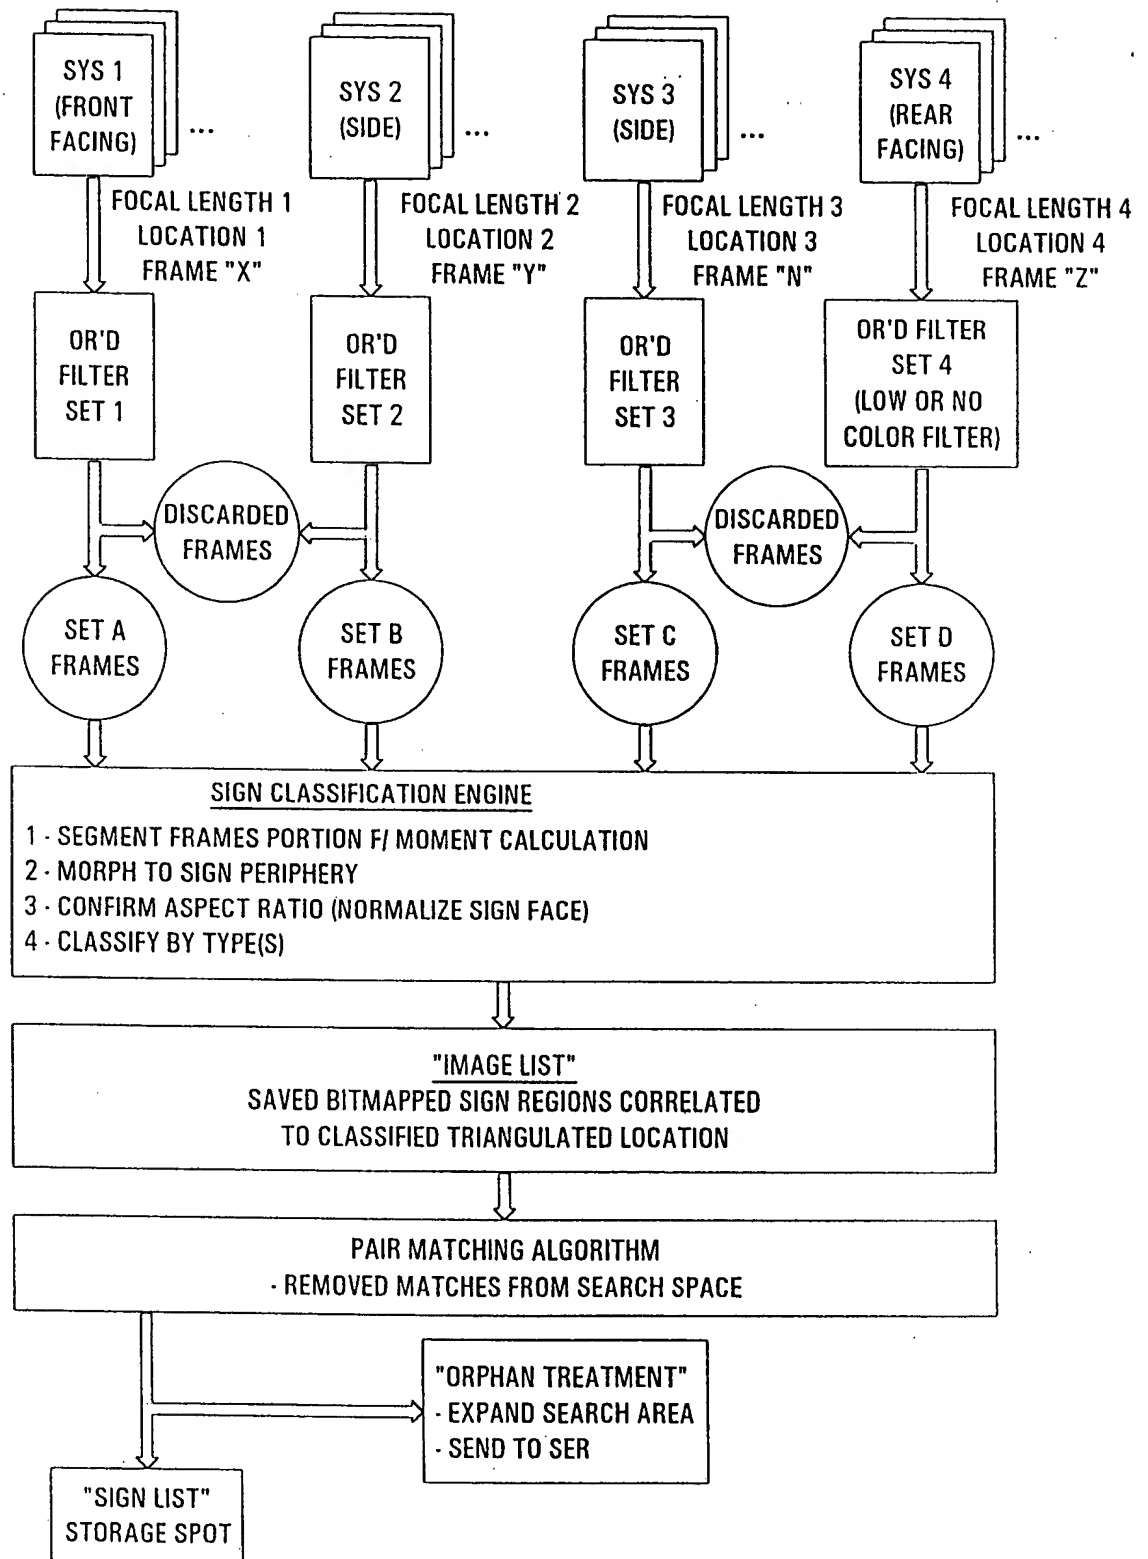 SYS 1
(FRONT
FACING)
...
SYS 2
(SIDE)
...
SYS 3
(SIDE)
...
SYS 4
(REAR
FACING)
...
FOCAL LENGTH 1
LOCATION 1
FRAME "X"
FOCAL LENGTH 2
LOCATION 2
FRAME "Y"
FOCAL LENGTH 3
LOCATION 3
FRAME "N"
FOCAL LENGTH 4
LOCATION 4
FRAME "Z"
OR'D
FILTER
SET 1
OR'D
FILTER
SET 2
OR'D
FILTER
SET 3
OR'D FILTER
SET 4
(LOW OR NO
COLOR FILTER)
DISCARDED
FRAMES
DISCARDED
FRAMES
SET A
FRAMES
SET B
FRAMES
SET C
FRAMES
SET D
FRAMES
SIGN CLASSIFICATION ENGINE
1 - SEGMENT FRAMES PORTION F/ MOMENT CALCULATION
2 - MORPH TO SIGN PERIPHERY
3 - CONFIRM ASPECT RATIO (NORMALIZE SIGN FACE)
4 - CLASSIFY BY TYPE(S)
"IMAGE LIST"
SAVED BITMAPPED SIGN REGIONS CORRELATED
TO CLASSIFIED TRIANGULATED LOCATION
PAIR MATCHING ALGORITHM
- REMOVED MATCHES FROM SEARCH SPACE
"ORPHAN TREATMENT"
- EXPAND SEARCH AREA
- SEND TO SER
"SIGN LIST"
STORAGE SPOT